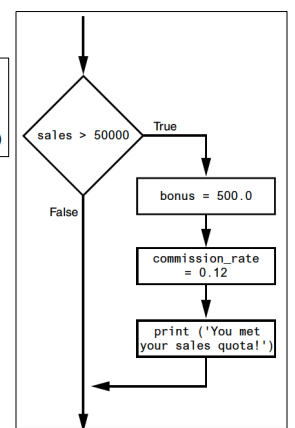 sales > 50000
True
bonus = 500.0
False
commission_rate
= 0.12
print ('You met
your sales quota!')
)